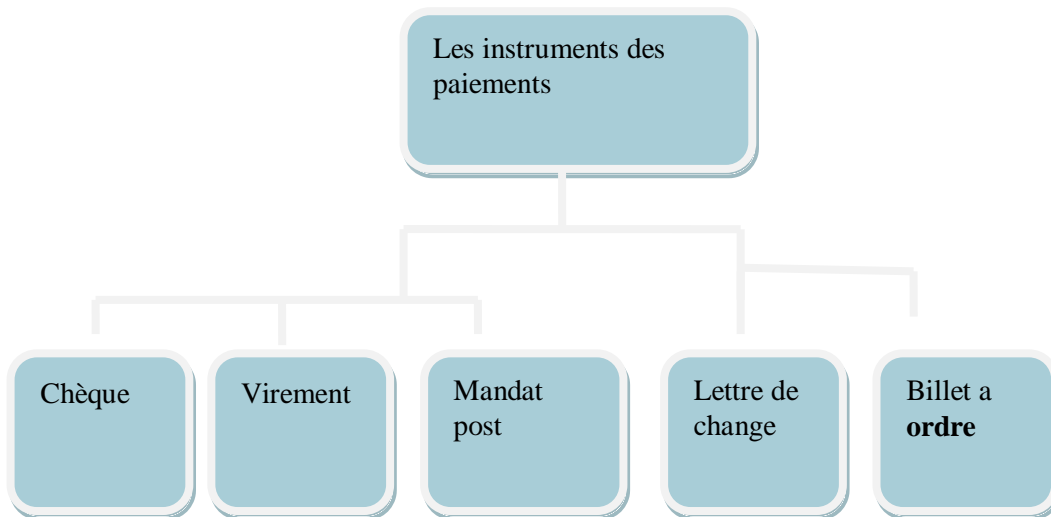 Les instruments des
paiements
Chèque
Virement
Mandat
post
Lettre de
change
Billet a
ordre